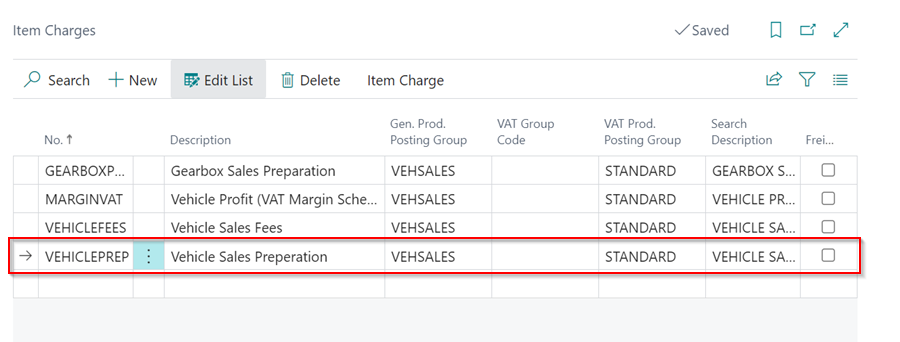 Item Charges
Saved
Search New Edit List Delete Item Charge
No. ↑ Description Gen. Prod. Posting Group VAT Group Code VAT Prod. Posting Group Search Description Frei...
GEARBOXP... Gearbox Sales Preparation VEHSALES STANDARD GEARBOX S...
MARGINVAT Vehicle Profit (VAT Margin Sche... VEHSALES STANDARD VEHICLE PR...
VEHICLEFEES Vehicle Sales Fees VEHSALES STANDARD VEHICLE SA...
VEHICLEPREP Vehicle Sales Preperation VEHSALES STANDARD VEHICLE SA...